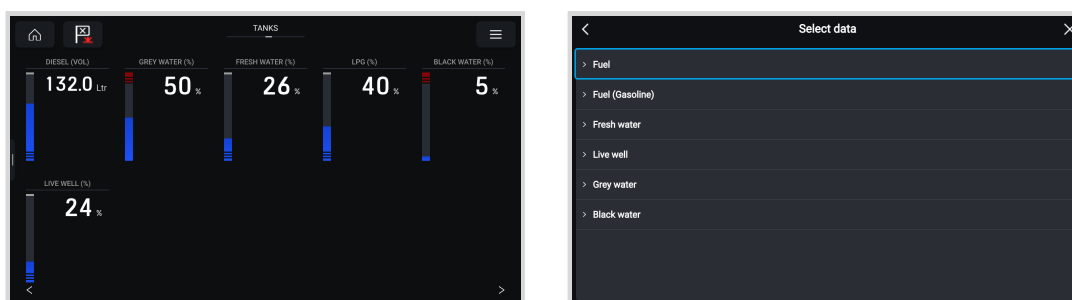 TANKS
DIESEL (VOL)
132.0 Ltr
GREY WATER (%)
50 %
FRESH WATER (%)
26 %
LPG (%)
40 %
BLACK WATER (%)
5 %
LIVE WELL (%)
24 %
Select data
Fuel
Fuel (Gasoline)
Fresh water
Live well
Grey water
Black water